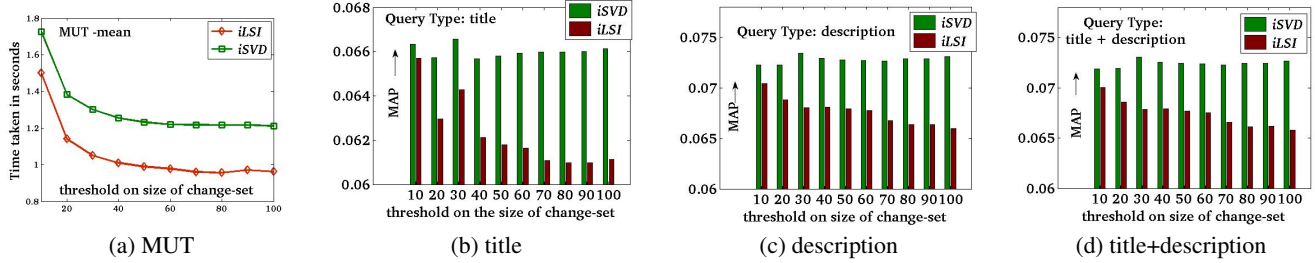 1.8
1.6
1.4
1.2
1
0.8
Time taken in seconds
MUT -mean
iLSI
iSVD
threshold on size of change-set
20 40 60 80 100
(a) MUT
0.068
0.066
0.064
0.062
0.06
MAP
Query Type: title
iSVD
iLSI
10 20 30 40 50 60 70 80 90 100
threshold on the size of change-set
(b) title
0.075
0.07
0.065
0.06
MAP
Query Type: description
iSVD
iLSI
10 20 30 40 50 60 70 80 90 100
threshold on size of change-set
(c) description
0.075
0.07
0.065
0.06
MAP
Query Type:
title + description
iSVD
iLSI
10 20 30 40 50 60 70 80 90 100
threshold on size of change-set
(d) title+description